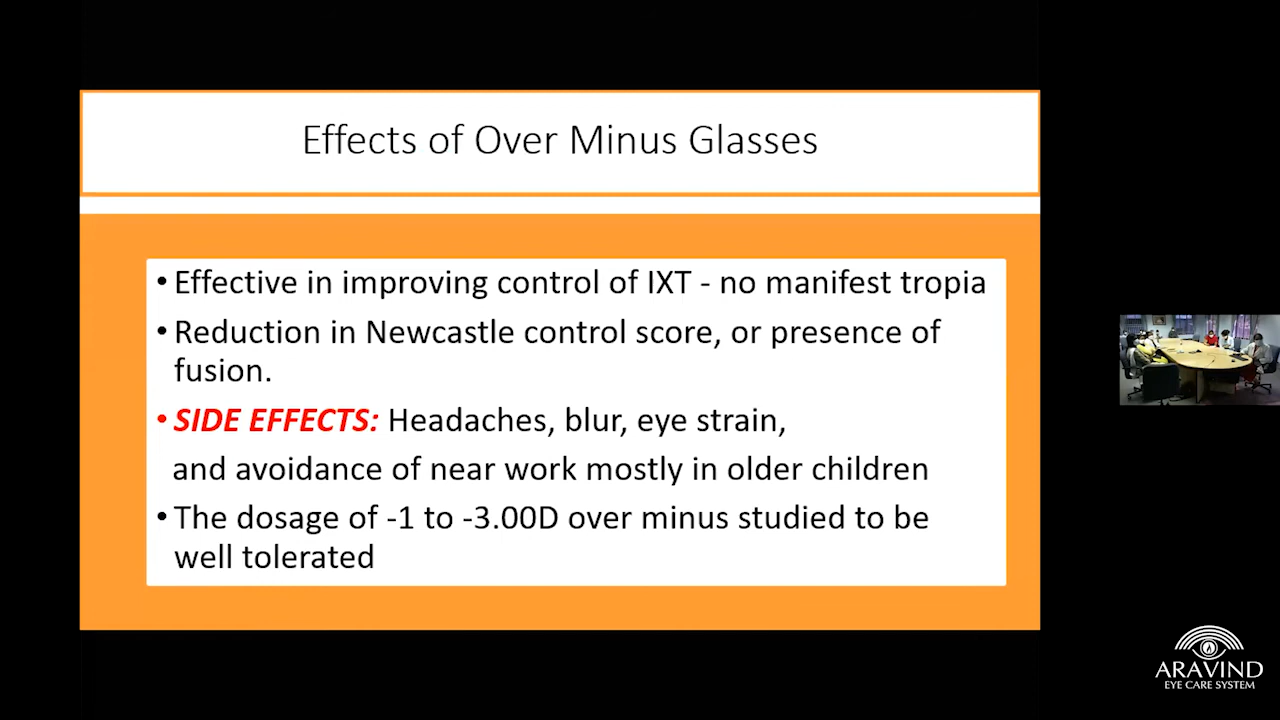 Effects of Over Minus Glasses
• Effective in improving control of IXT - no manifest tropia
• Reduction in Newcastle control score, or presence of
fusion.
• SIDE EFFECTS: Headaches, blur, eye strain,
and avoidance of near work mostly in older children
• The dosage of -1 to -3.00D over minus studied to be
well tolerated
ARAVIND
EYE CARE SYSTEM